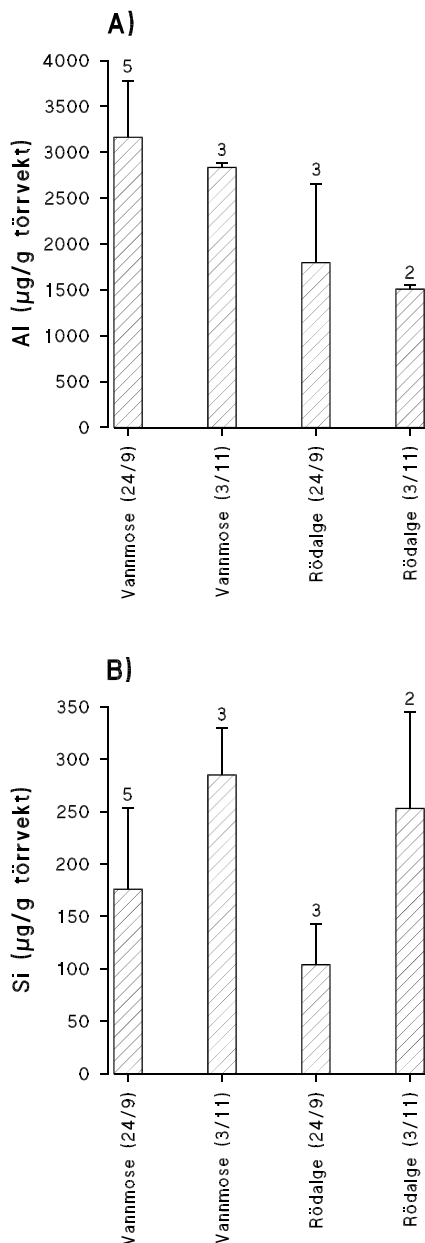 A)
Al (µg/g törrvekt)
4000
3500
3000
2500
2000
1500
1000
500
0
5
3
3
2
Vannmose (24/9)
Vannmose (3/11)
Rödalge (24/9)
Rödalge (3/11)
B)
Si (µg/g törrvekt)
350
300
250
200
150
100
50
0
5
3
3
2
Vannmose (24/9)
Vannmose (3/11)
Rödalge (24/9)
Rödalge (3/11)